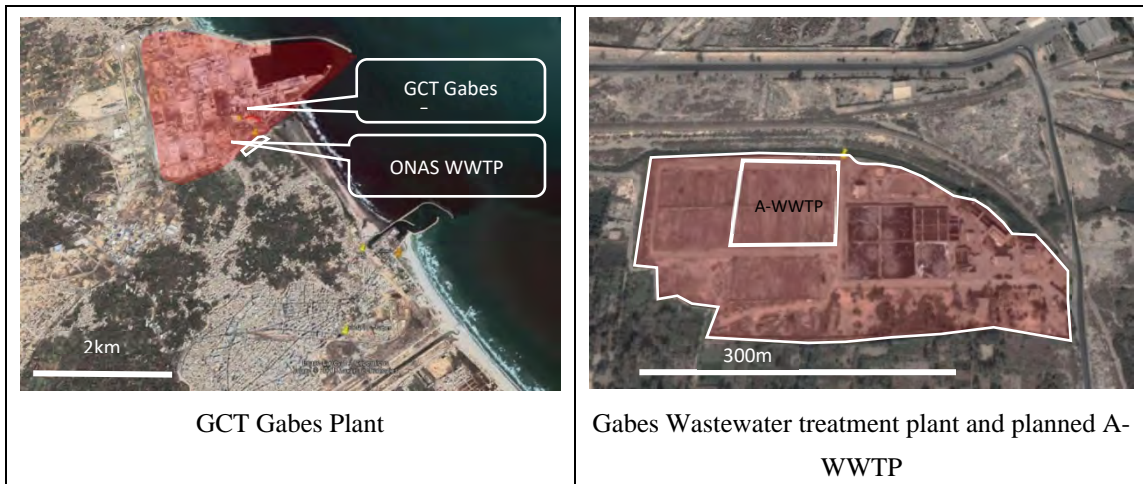 GCT Gabes
ONAS WWTP
2km
GCT Gabes Plant
A-WWTP
300m
Gabes Wastewater treatment plant and planned A-
WWTP